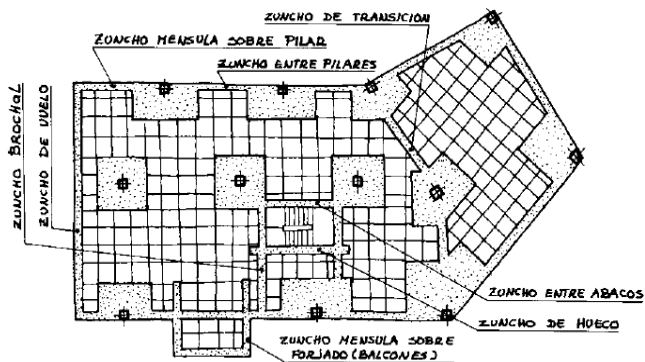 ZUNCHO DE TRANSICION
ZUNCHO MENSULA SOBRE PILAR
ZUNCHO ENTRE PILARES
ZUNCHO BROCHAL
ZUNCHO DE VUELO
ZUNCHO ENTRE ABACOS
ZUNCHO DE HUECO
ZUNCHO MENSULA SOBRE
FORJADO (BALCONES)